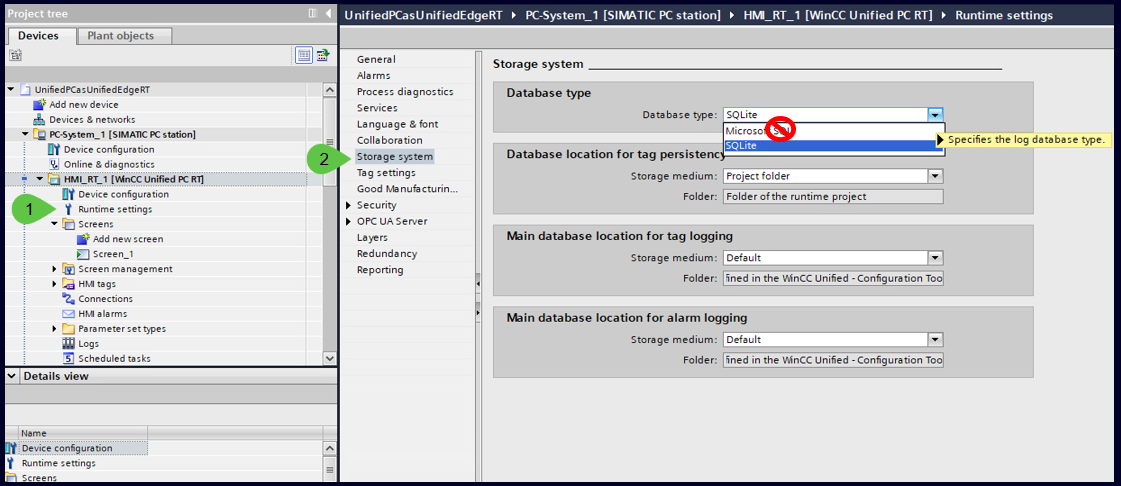 Project tree
UnifiedPCasUnifiedEdgeRT PC-System_1 [SIMATIC PC station] HMI_RT_1 [WinCC Unified PC RT] Runtime settings
Devices
Plant objects
UnifiedPCasUnifiedEdgeRT
Add new device
Devices & networks
PC-System_1 [SIMATIC PC station]
Device configuration
Online & diagnostics
HMI_RT_1 [WinCC Unified PC RT]
Device configuration
1
Runtime settings
Screens
Add new screen
Screen_1
Screen management
HMI tags
Connections
HMI alarms
Parameter set types
Logs
Scheduled tasks
Details view
Name
Device configuration
Runtime settings
Screens
General
Alarms
Process diagnostics
Services
Language & font
Collaboration
2
Storage system
Tag settings
Good Manufacturin...
Security
OPC UA Server
Layers
Redundancy
Reporting
Storage system
Database type
Database type: SQLite
Microsoft
SQLite
Specifies the log database type.
Database location for tag persistency
Storage medium: Project folder
Folder: Folder of the runtime project
Main database location for tag logging
Storage medium: Default
Folder: fined in the WinCC Unified - Configuration Too
Main database location for alarm logging
Storage medium: Default
Folder: fined in the WinCC Unified - Configuration Too